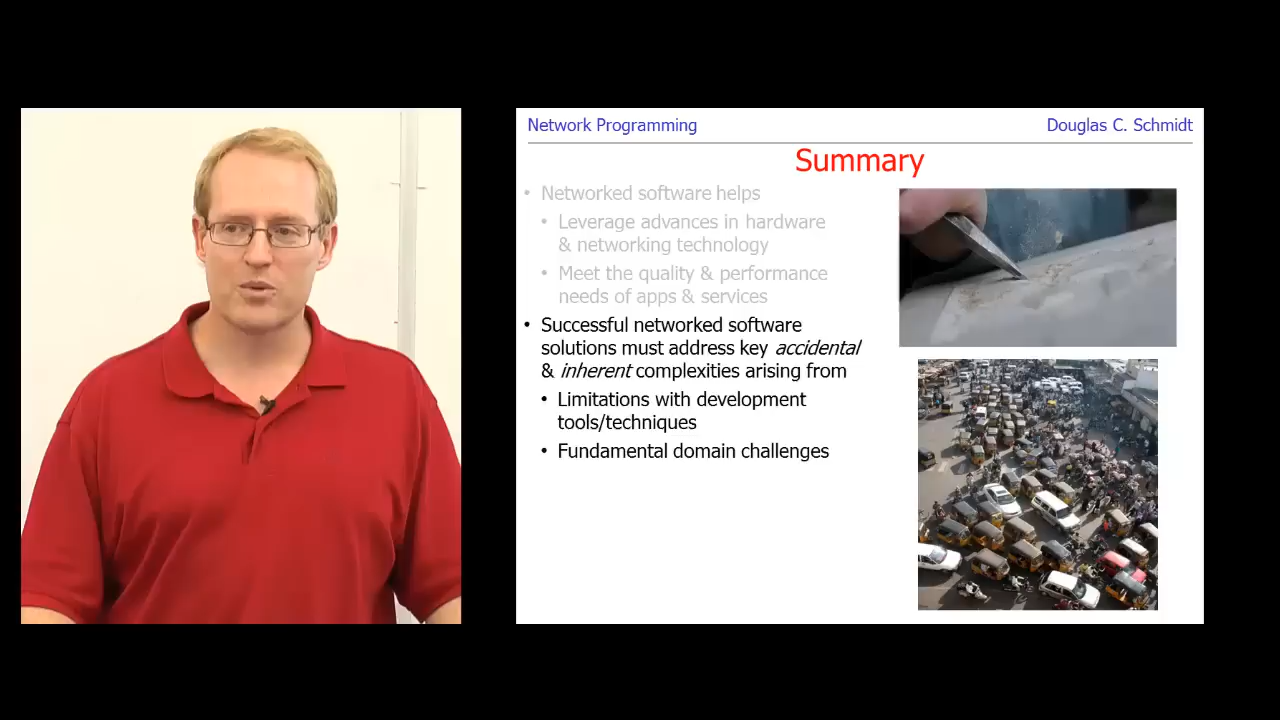 Network Programming
Douglas C. Schmidt
Summary
• Networked software helps
• Leverage advances in hardware
& networking technology
• Meet the quality & performance
needs of apps & services
• Successful networked software
solutions must address key accidental
& inherent complexities arising from
• Limitations with development
tools/techniques
• Fundamental domain challenges